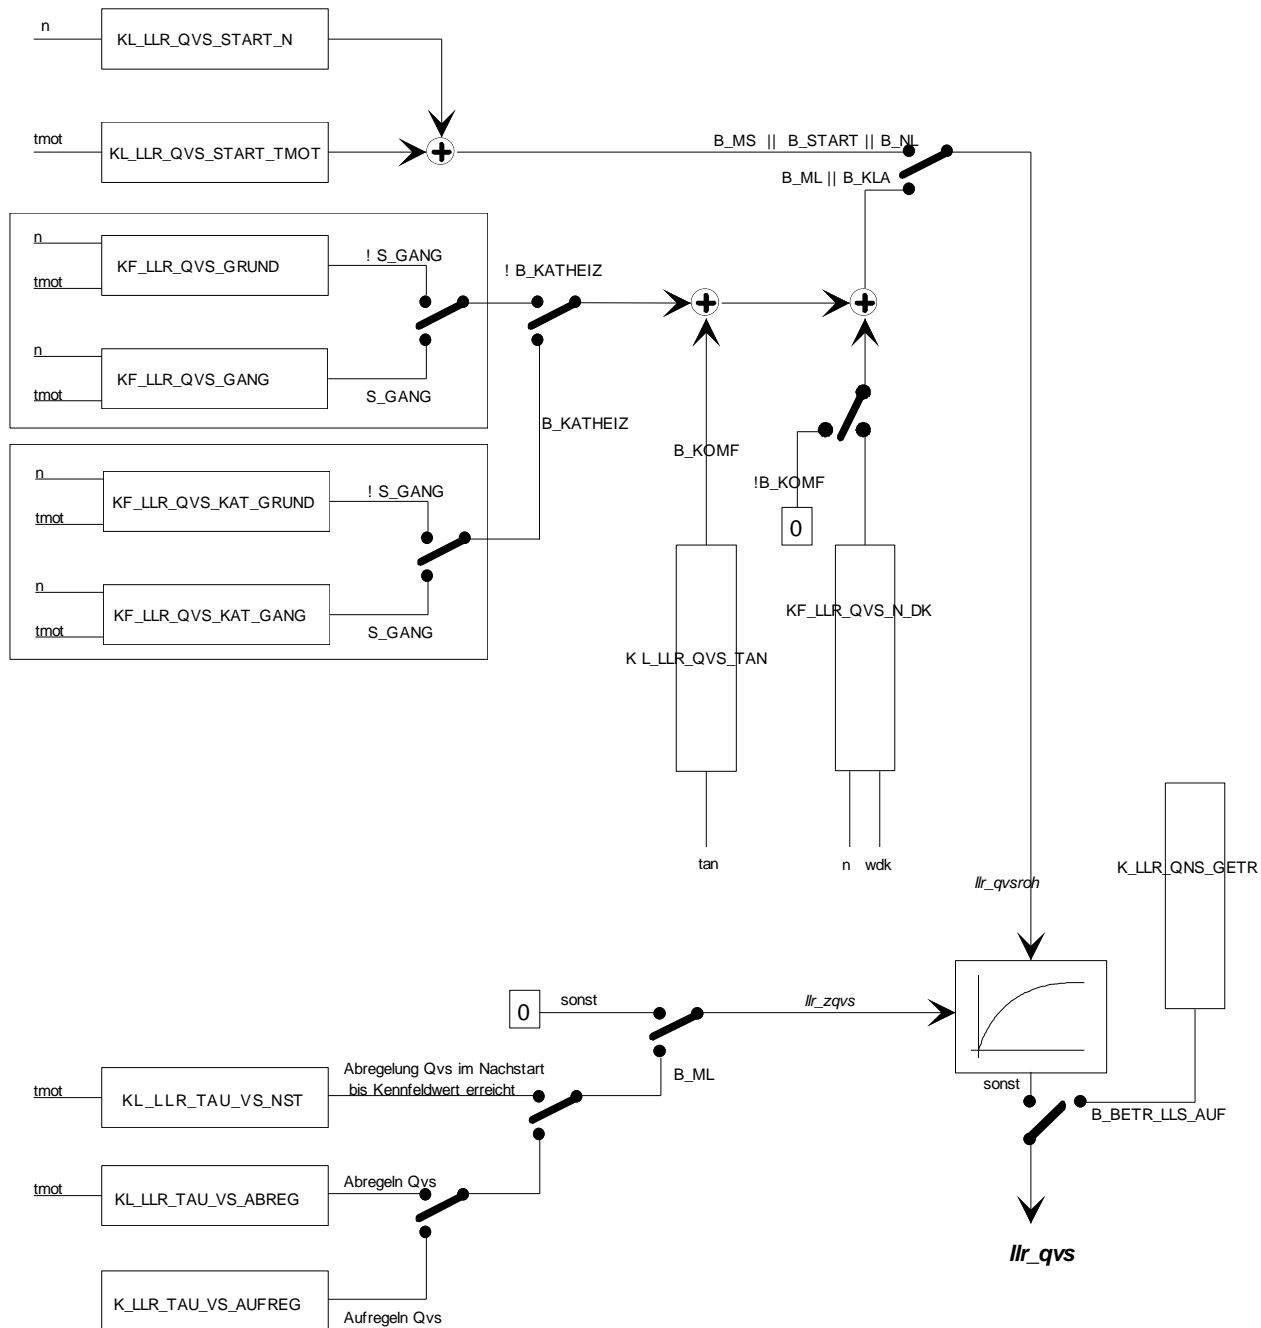 n
KL_LLR_QVS_START_N
tmot
KL_LLR_QVS_START_TMOT
B_MS || B_START || B_NL
B_ML || B_KLA
n
tmot
KF_LLR_QVS_GRUND
! S_GANG
! B_KATHEIZ
n
tmot
KF_LLR_QVS_GANG
S_GANG
B_KATHEIZ
B_KOMF
!B_KOMF
0
n
tmot
KF_LLR_QVS_KAT_GRUND
! S_GANG
n
tmot
KF_LLR_QVS_KAT_GANG
S_GANG
KF_LLR_QVS_N_DK
K L_LLR_QVS_TAN
tan
n
wdk
K_LLR_QNS_GETR
llr_qvsroh
0
sonst
llr_zqvs
B_ML
sonst
B_BETR_LLS_AUF
tmot
KL_LLR_TAU_VS_NST
Abregelung Qvs im Nachstart
bis Kennfeldwert erreicht
tmot
KL_LLR_TAU_VS_ABREG
Abregeln Qvs
K_LLR_TAU_VS_AUFREG
Aufregeln Qvs
llr_qvs